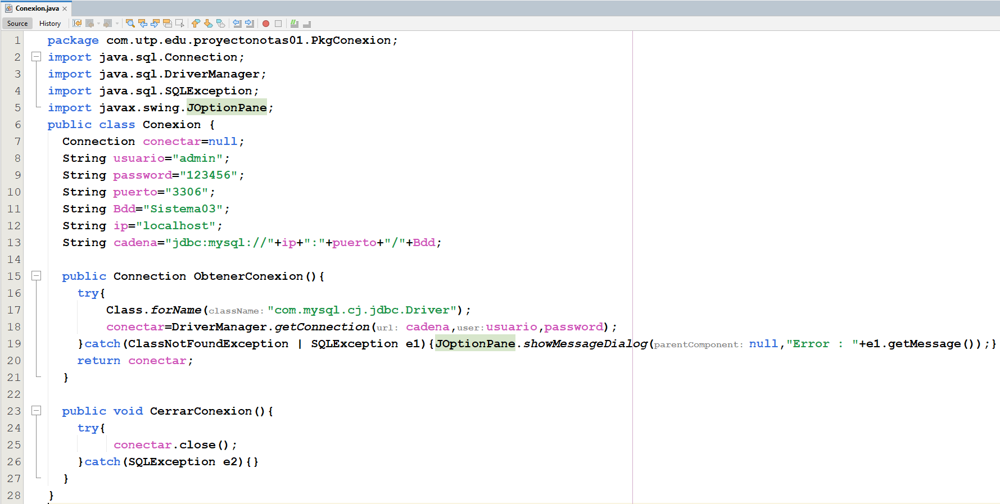 Conexion.java
Source History
1 package com.utp.edu.proyectonotas01.PkgConexion;
2 import java.sql.Connection;
3 import java.sql.DriverManager;
4 import java.sql.SQLException;
5 import javax.swing.JOptionPane;
6 public class Conexion {
7 Connection conectar=null;
8 String usuario="admin";
9 String password="123456";
10 String puerto="3306";
11 String Bdd="Sistema03";
12 String ip="localhost";
13 String cadena="jdbc:mysql://"+ip+":"+puerto+"/"+Bdd;
14
15 public Connection ObtenerConexion(){
16 try{
17 Class.forName(className: "com.mysql.cj.jdbc.Driver");
18 conectar=DriverManager.getConnection(url: cadena,user:usuario,password);
19 }catch(ClassNotFoundException | SQLException e1){JOptionPane.showMessageDialog(parentComponent: null,"Error : "+e1.getMessage());}
20 return conectar;
21 }
22
23 public void CerrarConexion(){
24 try{
25 conectar.close();
26 }catch(SQLException e2){}
27 }
28 }